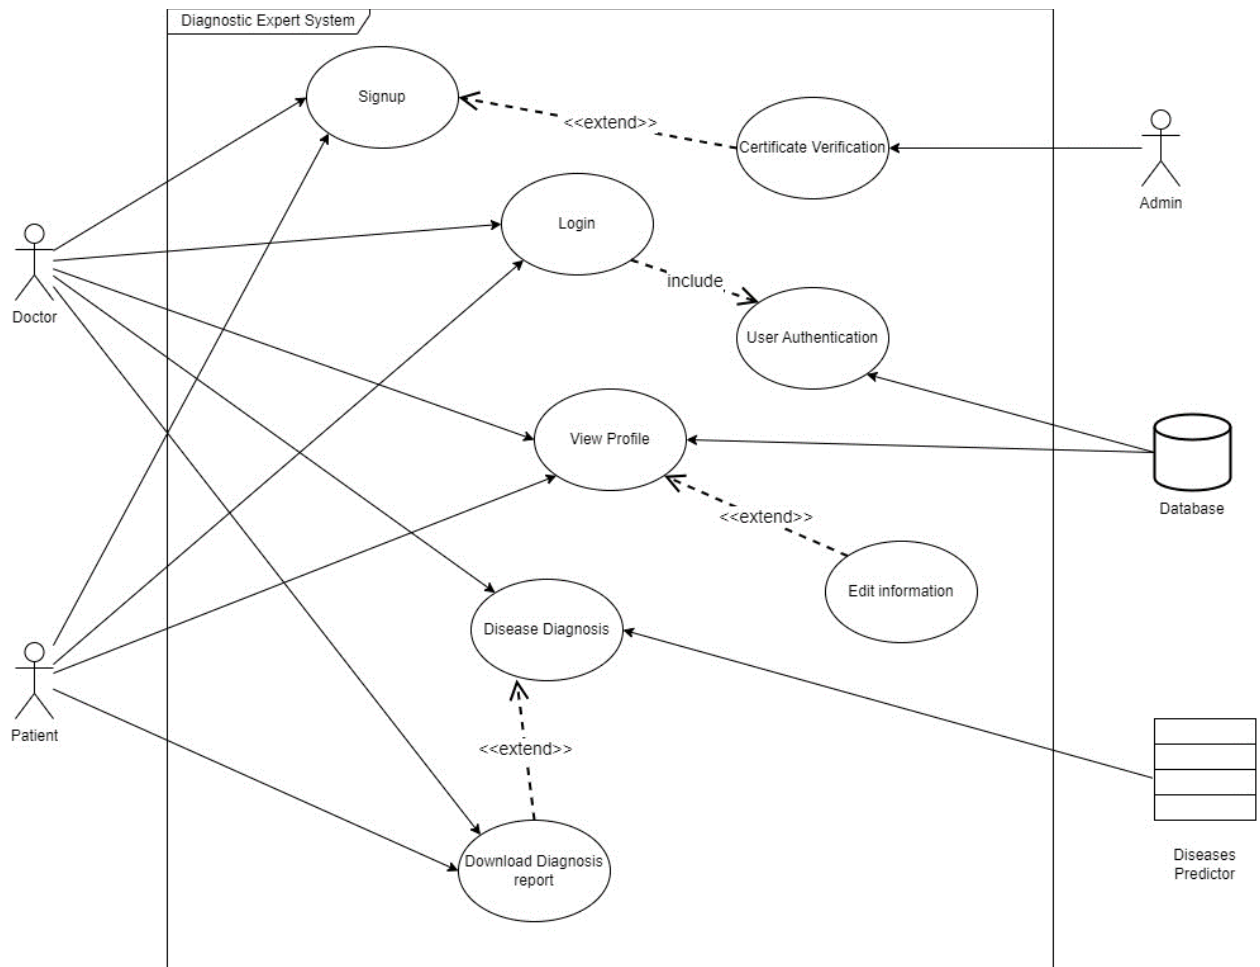 Diagnostic Expert System
Signup
<<extend>>
Certificate Verification
Admin
Login
include
User Authentication
Doctor
View Profile
<<extend>>
Database
Edit information
Disease Diagnosis
Patient
<<extend>>
Download Diagnosis
report
Diseases
Predictor